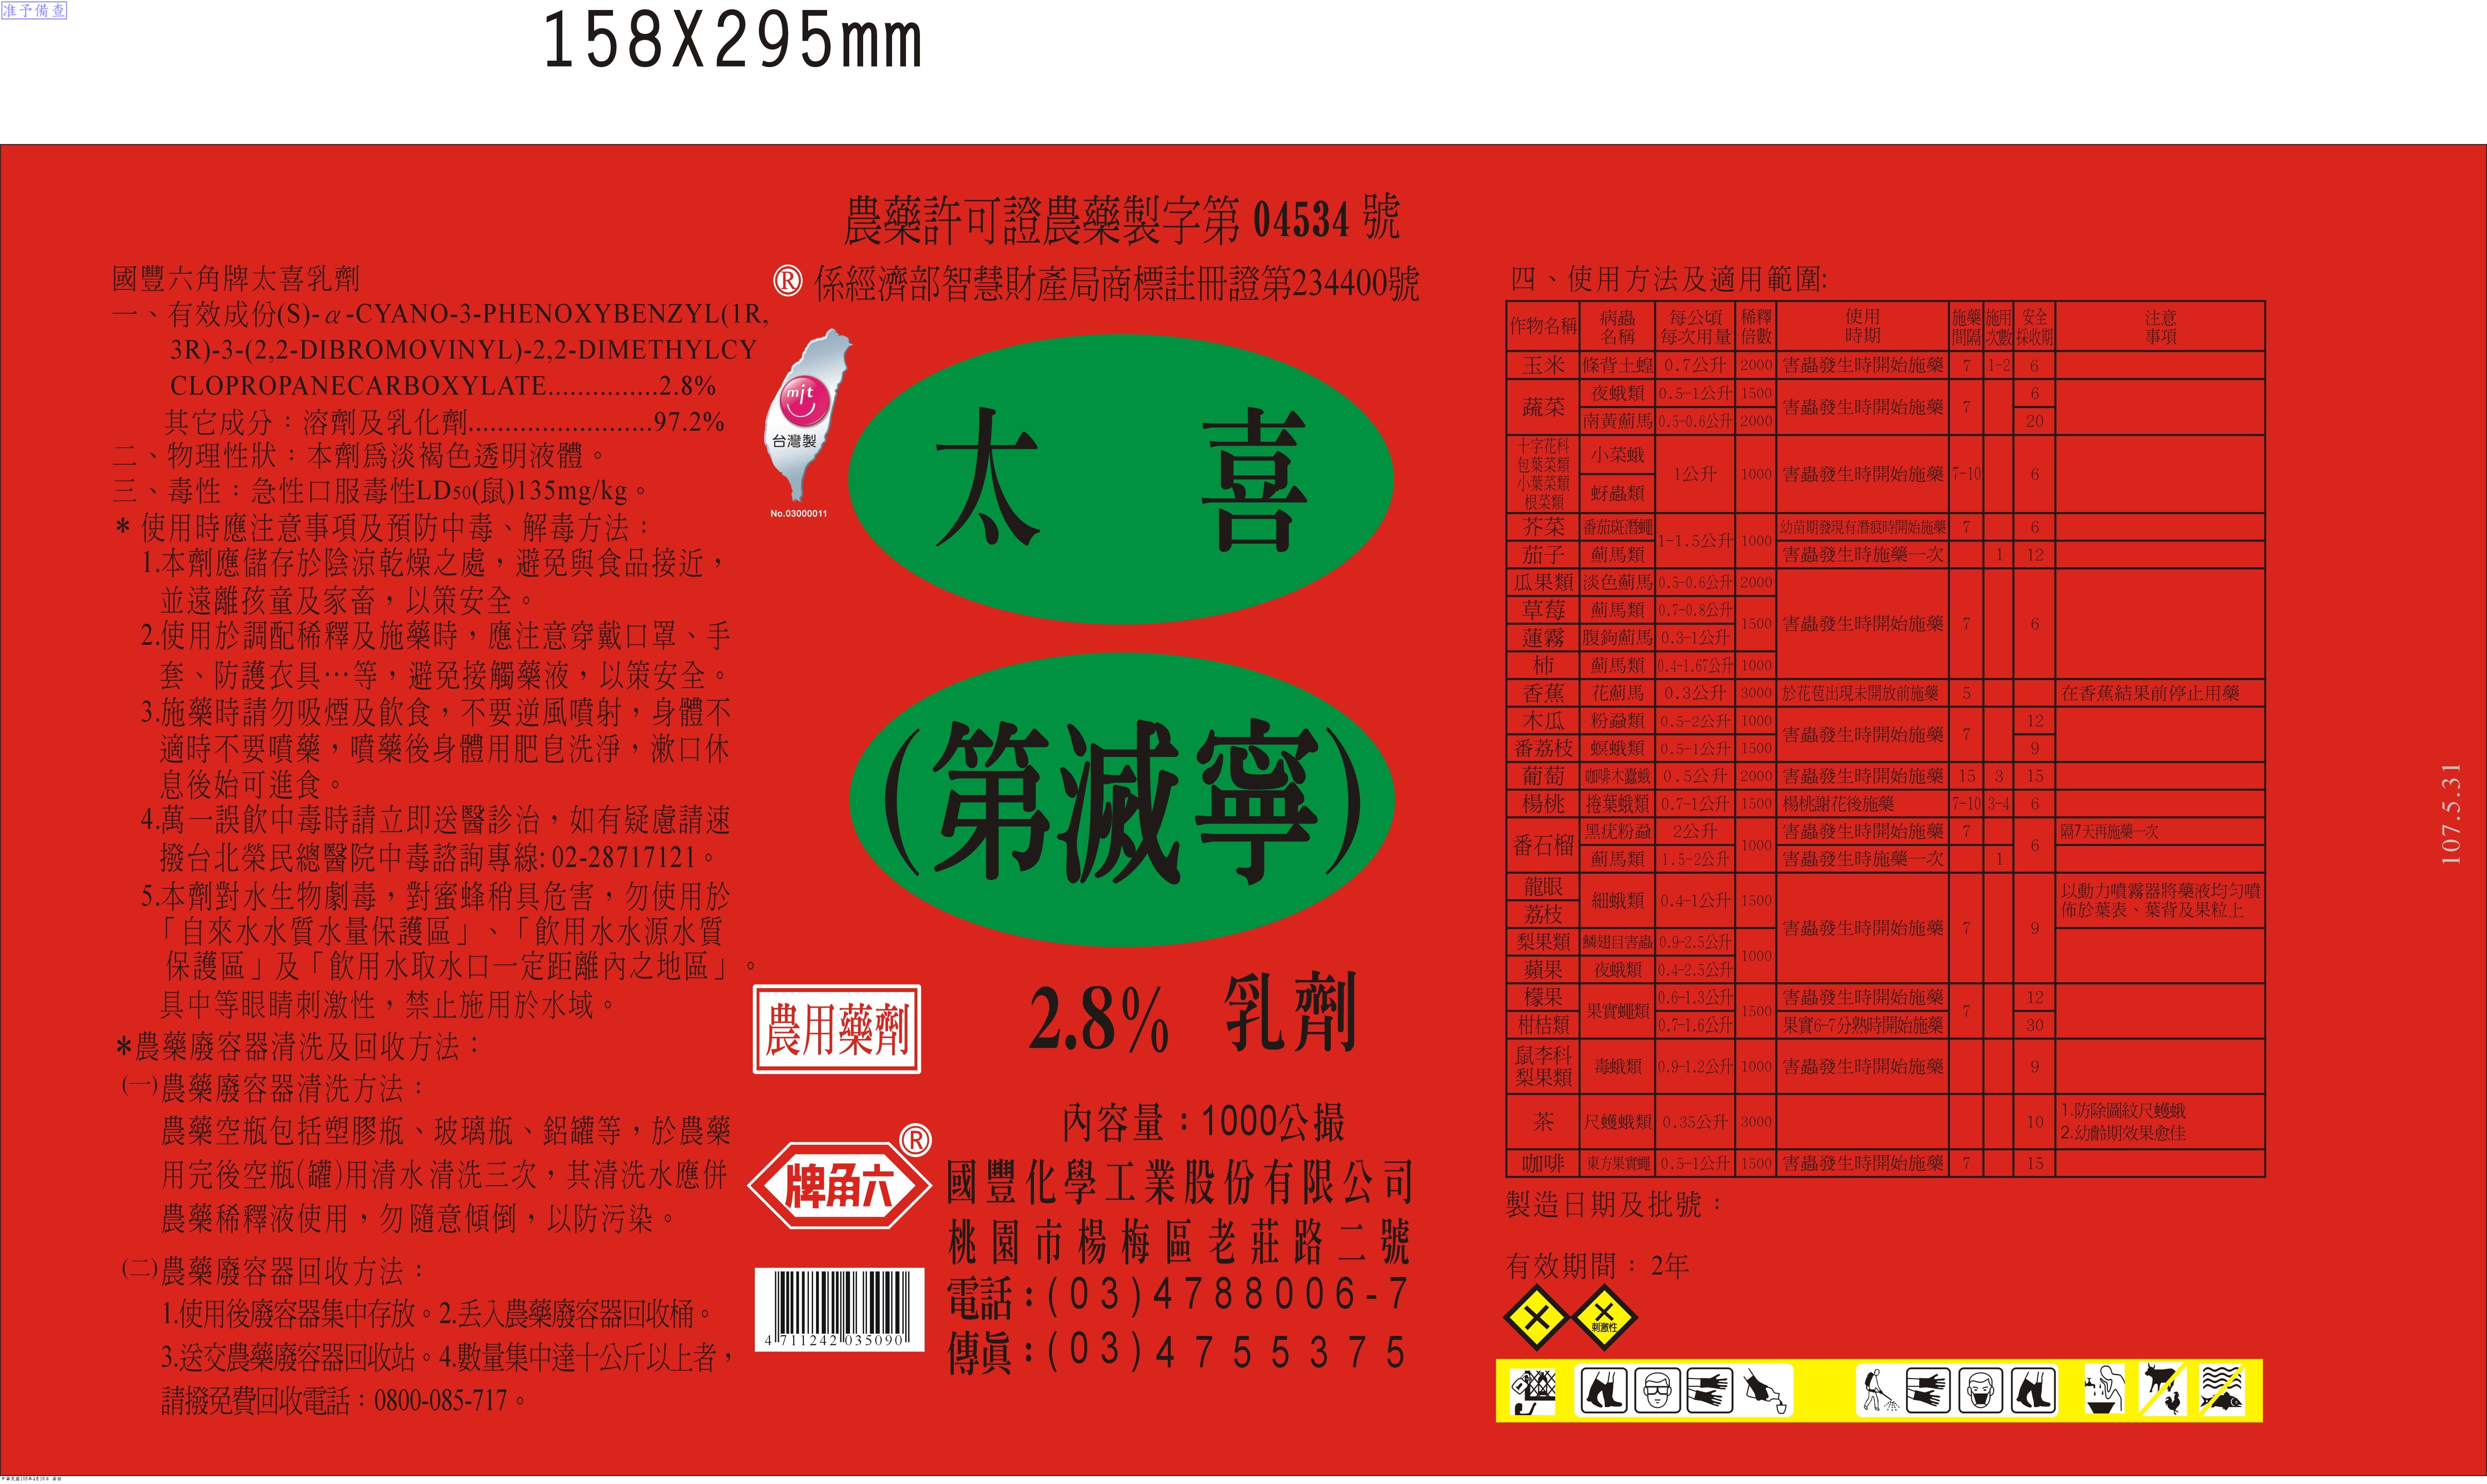 准予備查
158X295mm
國豐六角牌太喜乳劑
一、有效成份(S)-α-CYANO-3-PHENOXYBENZYL(1R,
3R)-3-(2,2-DIBROMOVINYL)-2,2-DIMETHYLCY
CLOPROPANECARBOXYLATE...............2.8%
其它成分：溶劑及乳化劑.........................97.2%
二、物理性狀：本劑為淡褐色透明液體。
三、毒性：急性口服毒性LD50(鼠)135mg/kg。
* 使用時應注意事項及預防中毒、解毒方法：
1.本劑應儲存於陰涼乾燥之處，避免與食品接近，
並遠離孩童及家畜，以策安全。
2.使用於調配稀釋及施藥時，應注意穿戴口罩、手
套、防護衣具…等，避免接觸藥液，以策安全。
3.施藥時請勿吸煙及飲食，不要逆風噴射，身體不
適時不要噴藥，噴藥後身體用肥皂洗淨，漱口休
息後始可進食。
4.萬一誤飲中毒時請立即送醫診治，如有疑慮請速
撥台北榮民總醫院中毒諮詢專線: 02-28717121。
5.本劑對水生物劇毒，對蜜蜂稍具危害，勿使用於
「自來水水質水量保護區」、「飲用水水源水質
保護區」及「飲用水取水口一定距離內之地區」。
具中等眼睛刺激性，禁止施用於水域。
*農藥廢容器清洗及回收方法：
(一)農藥廢容器清洗方法：
農藥空瓶包括塑膠瓶、玻璃瓶、鋁罐等，於農藥
用完後空瓶(罐)用清水清洗三次，其清洗水應併
農藥稀釋液使用，勿隨意傾倒，以防污染。
(二)農藥廢容器回收方法：
1.使用後廢容器集中存放。2.丟入農藥廢容器回收桶。
3.送交農藥廢容器回收站。4.數量集中達十公斤以上者，
請撥免費回收電話：0800-085-717。
農藥許可證農藥製字第 04534 號
® 係經濟部智慧財產局商標註冊證第234400號
mit
台灣製
No.03000011
太 喜
(第滅寧)
2.8% 乳劑
農用藥劑
內容量：1000公撮
®
牌角六
國豐化學工業股份有限公司
桃園市楊梅區老莊路二號
電話：(03)4788006-7
傳眞：(03)4755375
4 711242 035090
四、使用方法及適用範圍:
作物名稱 病蟲名稱 每公頃每次用量 稀釋倍數 使用時期 施藥間隔 施用次數 安全採收期 注意事項
玉米 條背土蝗 0.7公升 2000 害蟲發生時開始施藥 7 1-2 6
蔬菜 夜蛾類 0.5-1公升 1500 害蟲發生時開始施藥 7 6
南黃薊馬 0.5-0.6公升 2000 20
十字花科包葉菜類小葉菜類根菜類 小菜蛾 1公升 1000 害蟲發生時開始施藥 7-10 6
蚜蟲類
芥菜 番茄斑潛蠅 1-1.5公升 1000 幼苗期發現有潛痕時開始施藥 7 6
茄子 薊馬類 害蟲發生時施藥一次 1 12
瓜果類 淡色薊馬 0.5-0.6公升 2000 害蟲發生時開始施藥 7 6
草莓 薊馬類 0.7-0.8公升 1500
蓮霧 腹鉤薊馬 0.3-1公升
柿 薊馬類 0.4-1.67公升 1000
香蕉 花薊馬 0.3公升 3000 於花苞出現未開放前施藥 5 在香蕉結果前停止用藥
木瓜 粉蝨類 0.5-2公升 1000 害蟲發生時開始施藥 7 12
番荔枝 螟蛾類 0.5-1公升 1500 9
葡萄 咖啡木蠹蛾 0.5公升 2000 害蟲發生時開始施藥 15 3 15
楊桃 捲葉蛾類 0.7-1公升 1500 楊桃謝花後施藥 7-10 3-4 6
番石榴 黑疣粉蝨 2公升 1000 害蟲發生時開始施藥 7 6 隔7天再施藥一次
薊馬類 1.5-2公升 害蟲發生時施藥一次 1
龍眼 細蛾類 0.4-1公升 1500 害蟲發生時開始施藥 7 9 以動力噴霧器將藥液均勻噴佈於葉表、葉背及果粒上
荔枝
梨果類 鱗翅目害蟲 0.9-2.5公升 1000
蘋果 夜蛾類 0.4-2.5公升
檬果 果實蠅類 0.6-1.3公升 1500 害蟲發生時開始施藥 7 12
柑桔類 0.7-1.6公升 果實6-7分熟時開始施藥 30
鼠李科梨果類 毒蛾類 0.9-1.2公升 1000 害蟲發生時開始施藥 9
茶 尺蠖蛾類 0.35公升 3000 10 1.防除圖紋尺蠖蛾 2.幼齡期效果愈佳
咖啡 東方果實蠅 0.5-1公升 1500 害蟲發生時開始施藥 7 15
製造日期及批號：
有效期間： 2年
刺激性
107.5.31